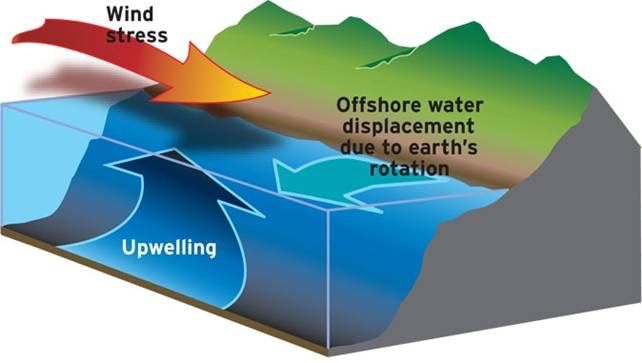 Wind
stress
Offshore water
displacement
due to earth's
rotation
Upwelling